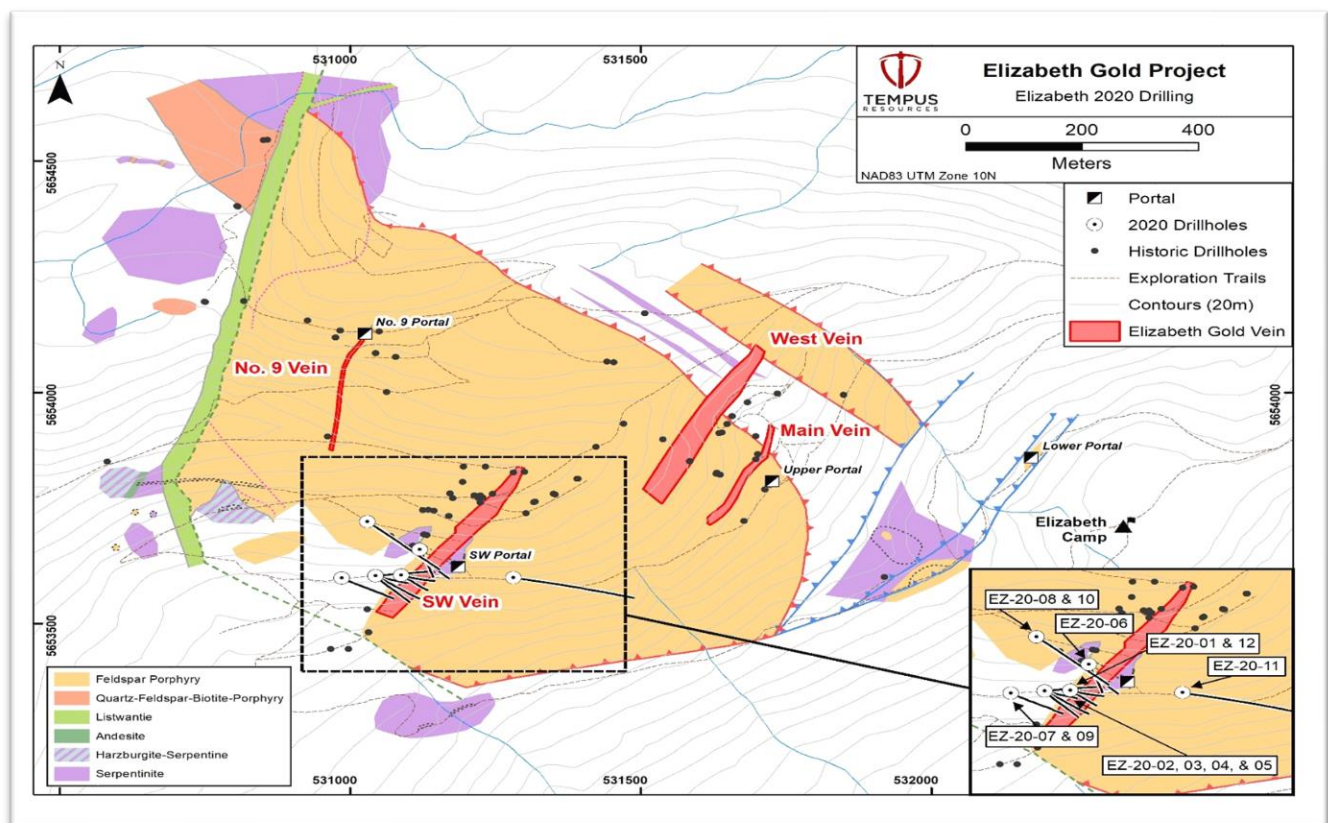 N
531000
531500
TEMPUS
RESOURCES
Elizabeth Gold Project
Elizabeth 2020 Drilling
0 200 400
Meters
NAD83 UTM Zone 10N
Portal
2020 Drillholes
Historic Drillholes
Exploration Trails
Contours (20m)
Elizabeth Gold Vein
5654500
5654000
5653500
5654000
No. 9 Portal
No. 9 Vein
West Vein
Main Vein
Upper Portal
Lower Portal
Elizabeth
Camp
SW Portal
SW Vein
Feldspar Porphyry
Quartz-Feldspar-Biotite-Porphyry
Listwantie
Andesite
Harzburgite-Serpentine
Serpentinite
531000
531500
532000
EZ-20-08 & 10
EZ-20-06
EZ-20-01 & 12
EZ-20-11
EZ-20-07 & 09
EZ-20-02, 03, 04, & 05